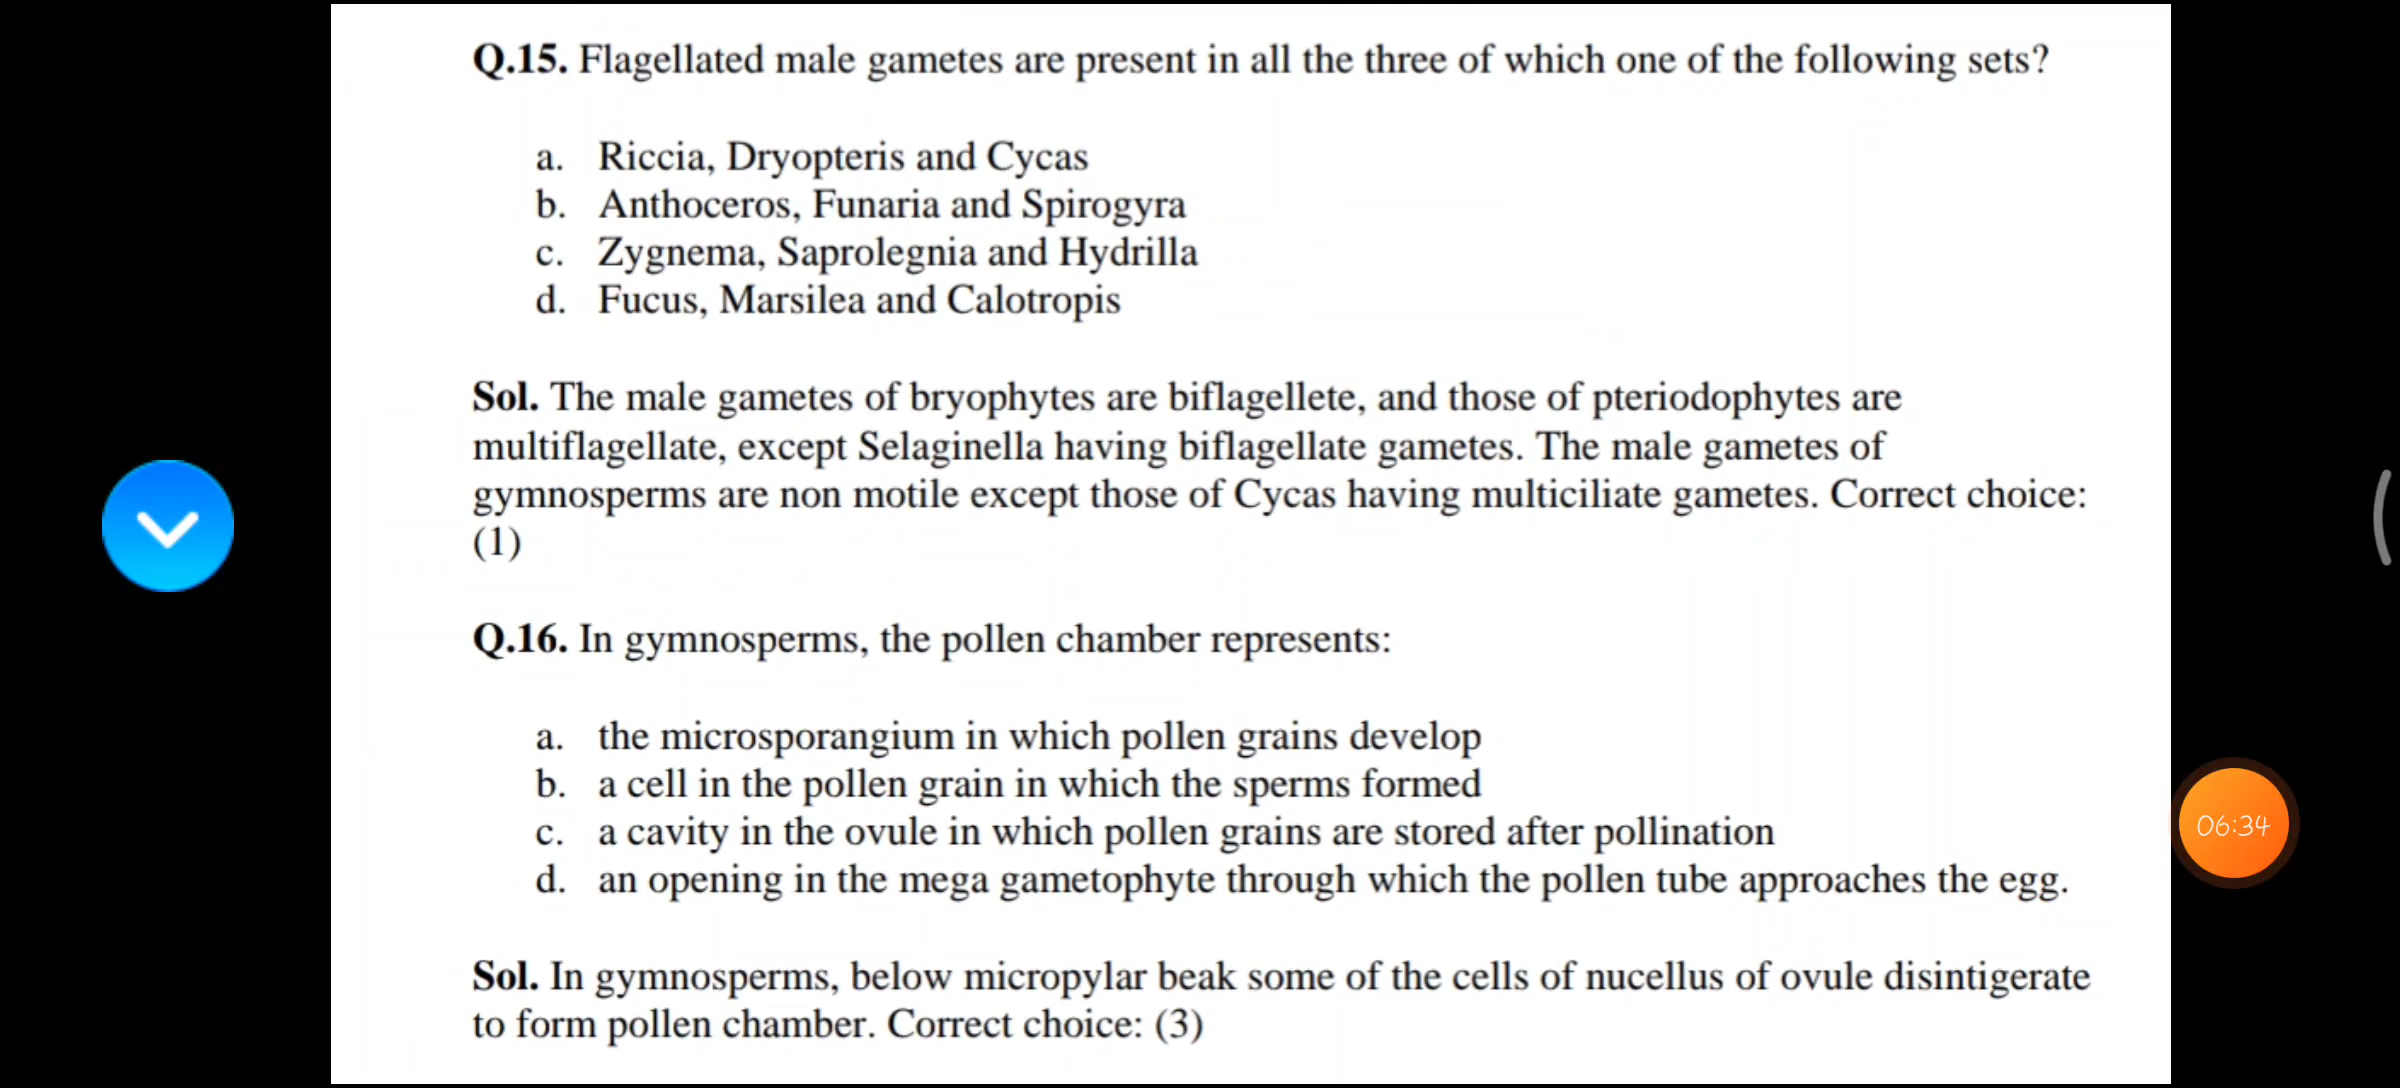 Q.15. Flagellated male gametes are present in all the three of which one of the following sets?
a. Riccia, Dryopteris and Cycas
b. Anthoceros, Funaria and Spirogyra
c. Zygnema, Saprolegnia and Hydrilla
d. Fucus, Marsilea and Calotropis
Sol. The male gametes of bryophytes are biflagellete, and those of pteriodophytes are
multiflagellate, except Selaginella having biflagellate gametes. The male gametes of
gymnosperms are non motile except those of Cycas having multiciliate gametes. Correct choice:
(1)
Q.16. In gymnosperms, the pollen chamber represents:
a. the microsporangium in which pollen grains develop
b. a cell in the pollen grain in which the sperms formed
c. a cavity in the ovule in which pollen grains are stored after pollination
d. an opening in the mega gametophyte through which the pollen tube approaches the egg.
06:34
Sol. In gymnosperms, below micropylar beak some of the cells of nucellus of ovule disintigerate
to form pollen chamber. Correct choice: (3)